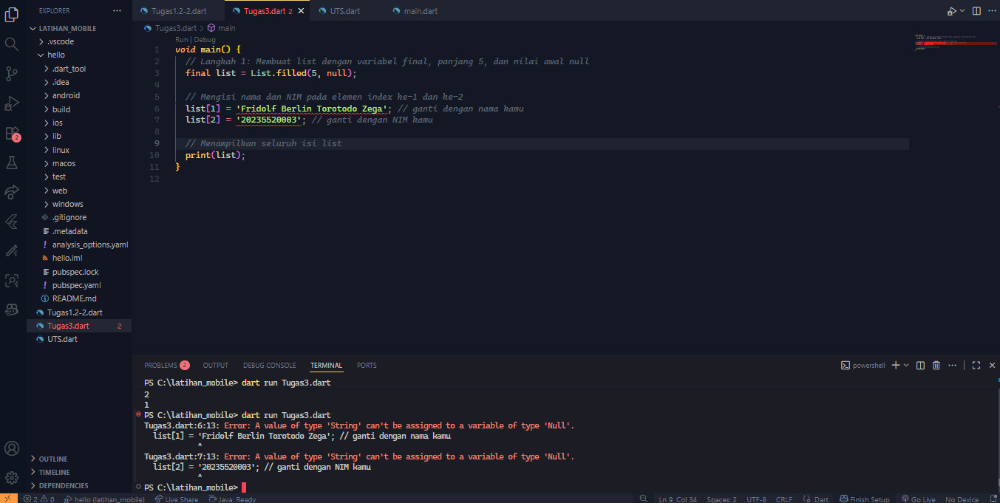 EXPLORER
LATIHAN_MOBILE
.vscode
hello
.dart_tool
.idea
android
build
ios
lib
linux
macos
test
web
windows
.gitignore
.metadata
analysis_options.yaml
hello.iml
pubspec.lock
pubspec.yaml
README.md
Tugas1.2-2.dart
Tugas3.dart 2
UTS.dart
OUTLINE
TIMELINE
DEPENDENCIES
2
Tugas1.2-2.dart Tugas3.dart 2 UTS.dart main.dart
Tugas3.dart > main
Run | Debug
1 void main() {
2 // Langkah 1: Membuat list dengan variabel final, panjang 5, dan nilai awal null
3 final list = List.filled(5, null);
4
5 // Mengisi nama dan NIM pada elemen index ke-1 dan ke-2
6 list[1] = 'Fridolf Berlin Torotodo Zega'; // ganti dengan nama kamu
7 list[2] = '20235520003'; // ganti dengan NIM kamu
8
9 // Menampilkan seluruh isi list
10 print(list);
11 }
12
PROBLEMS 2 OUTPUT DEBUG CONSOLE TERMINAL PORTS
powershell
PS C:\latihan_mobile> dart run Tugas3.dart
2
1
PS C:\latihan_mobile> dart run Tugas3.dart
Tugas3.dart:6:13: Error: A value of type 'String' can't be assigned to a variable of type 'Null'.
list[1] = 'Fridolf Berlin Torotodo Zega'; // ganti dengan nama kamu
^
Tugas3.dart:7:13: Error: A value of type 'String' can't be assigned to a variable of type 'Null'.
list[2] = '20235520003'; // ganti dengan NIM kamu
^
PS C:\latihan_mobile>
2 0 hello (latihan_mobile) Live Share Java: Ready Ln 9, Col 34 Spaces: 2 UTF-8 CRLF Dart Finish Setup Go Live No Device